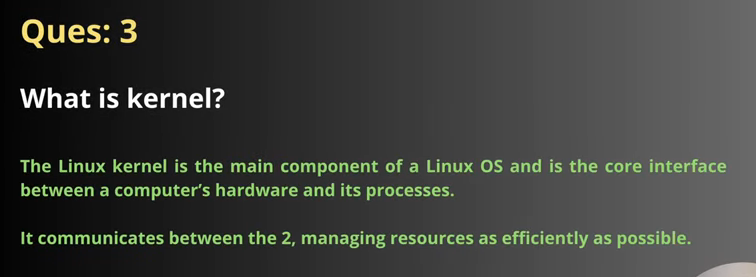 Ques: 3
What is kernel?
The Linux kernel is the main component of a Linux OS and is the core interface
between a computer’s hardware and its processes.
It communicates between the 2, managing resources as efficiently as possible.